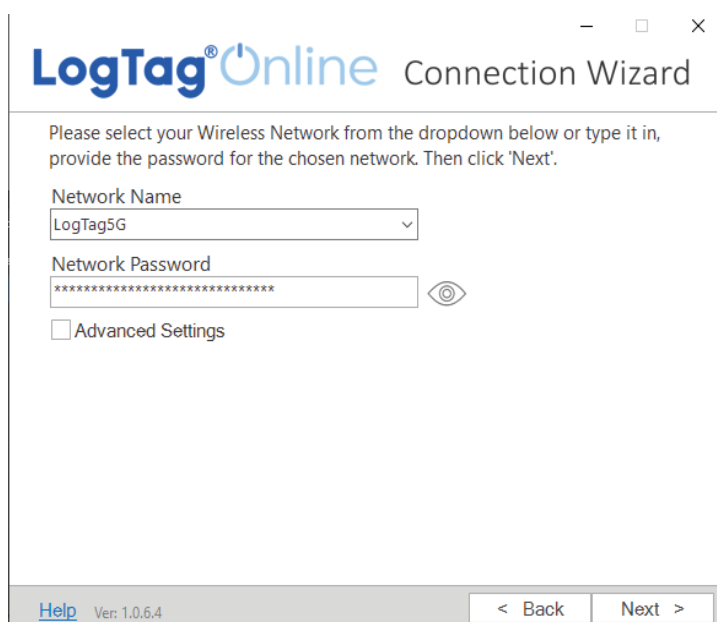 LogTag® Online Connection Wizard
Please select your Wireless Network from the dropdown below or type it in,
provide the password for the chosen network. Then click 'Next'.
Network Name
LogTag5G
Network Password
******************************
Advanced Settings
Help Ver: 1.0.6.4 < Back Next >